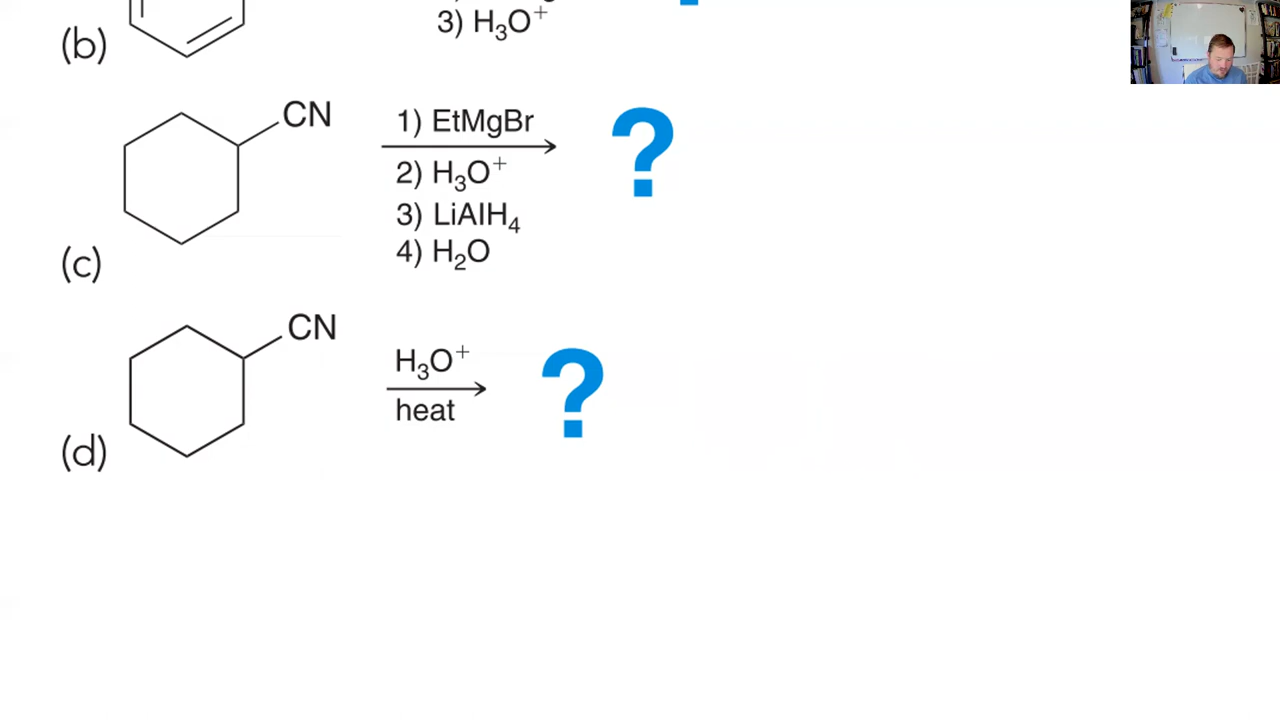 3) H₃O⁺
(b)
CN
1) EtMgBr
2) H₃O⁺
3) LiAlH₄
4) H₂O
?
(c)
CN
H₃O⁺
heat
?
(d)